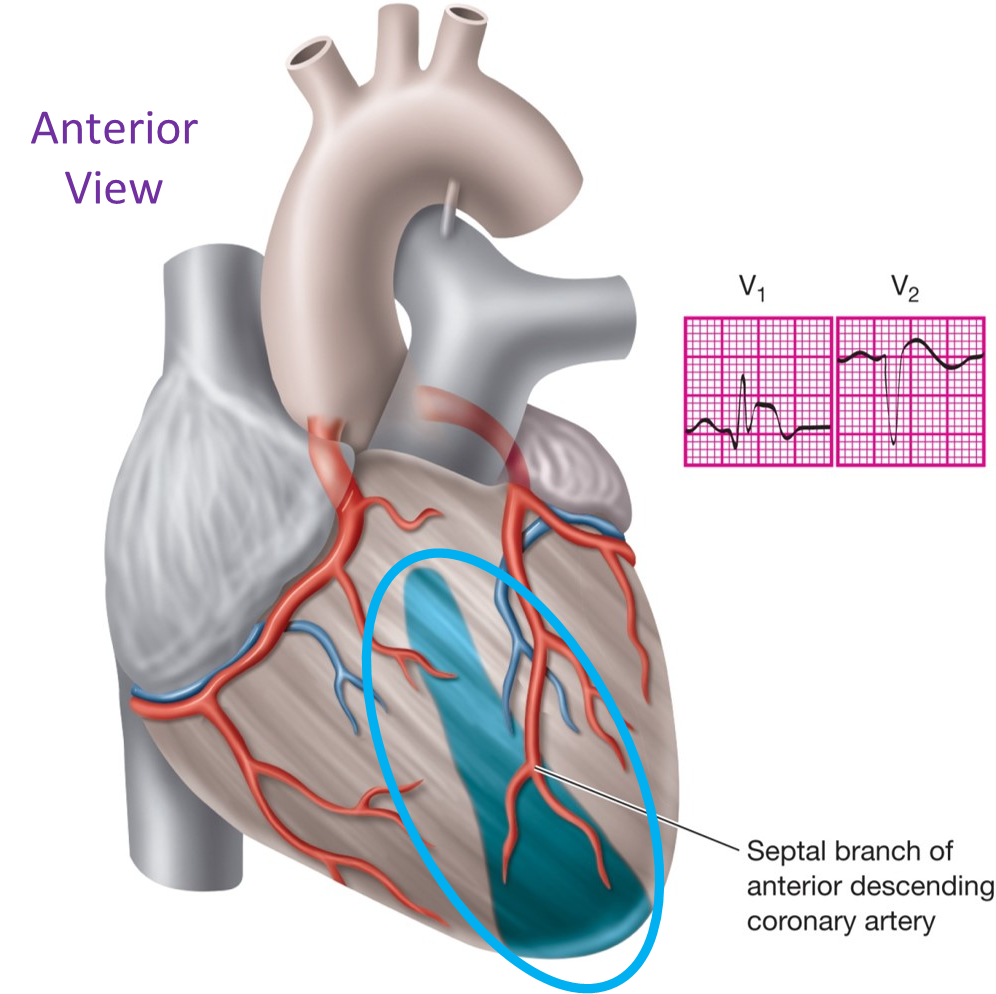 Anterior
View
V1
V2
Septal branch of
anterior descending
coronary artery